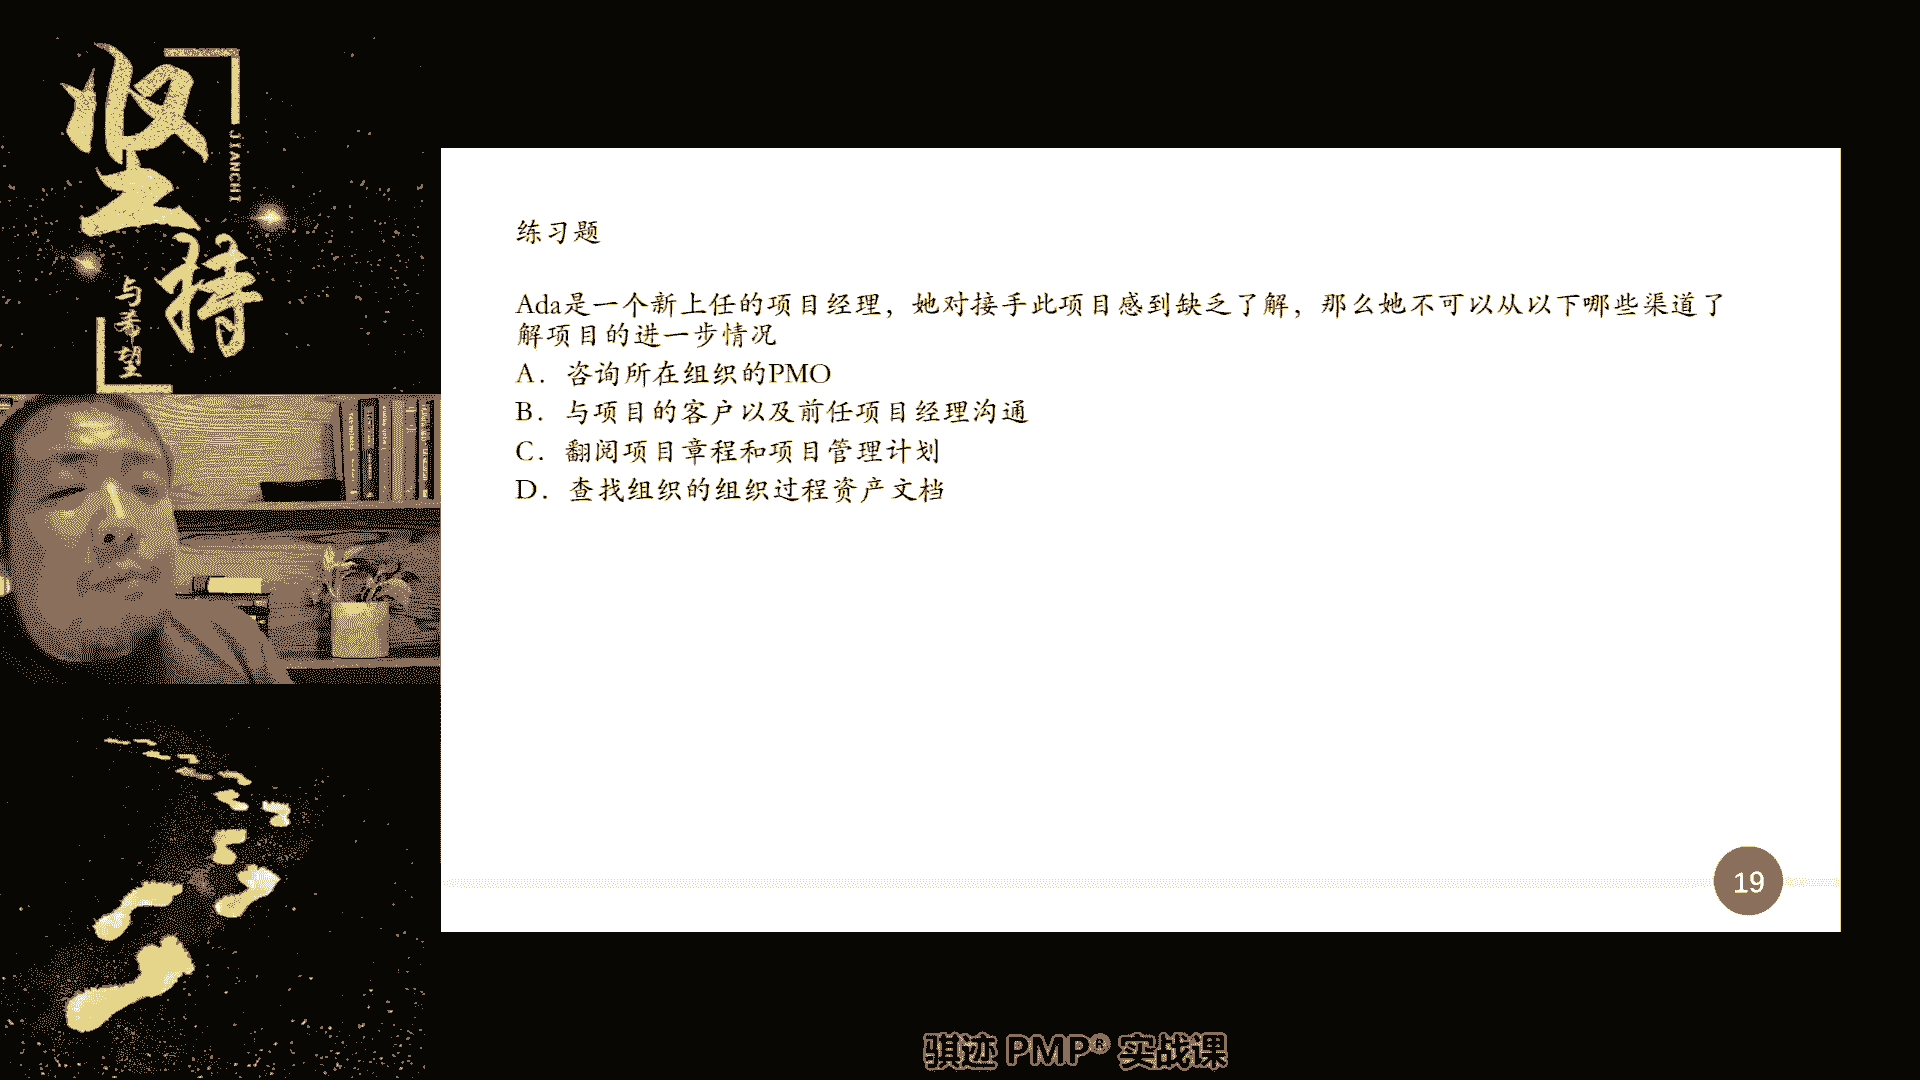 坚持
JIANCHI
与希望
练习题
Ada是一个新上任的项目经理，她对接手此项目感到缺乏了解，那么她不可以从以下哪些渠道了
解项目的进一步情况
A. 咨询所在组织的PMO
B. 与项目的客户以及前任项目经理沟通
C. 翻阅项目章程和项目管理计划
D. 查找组织的组织过程资产文档
19
骐迹 PMP® 实战课